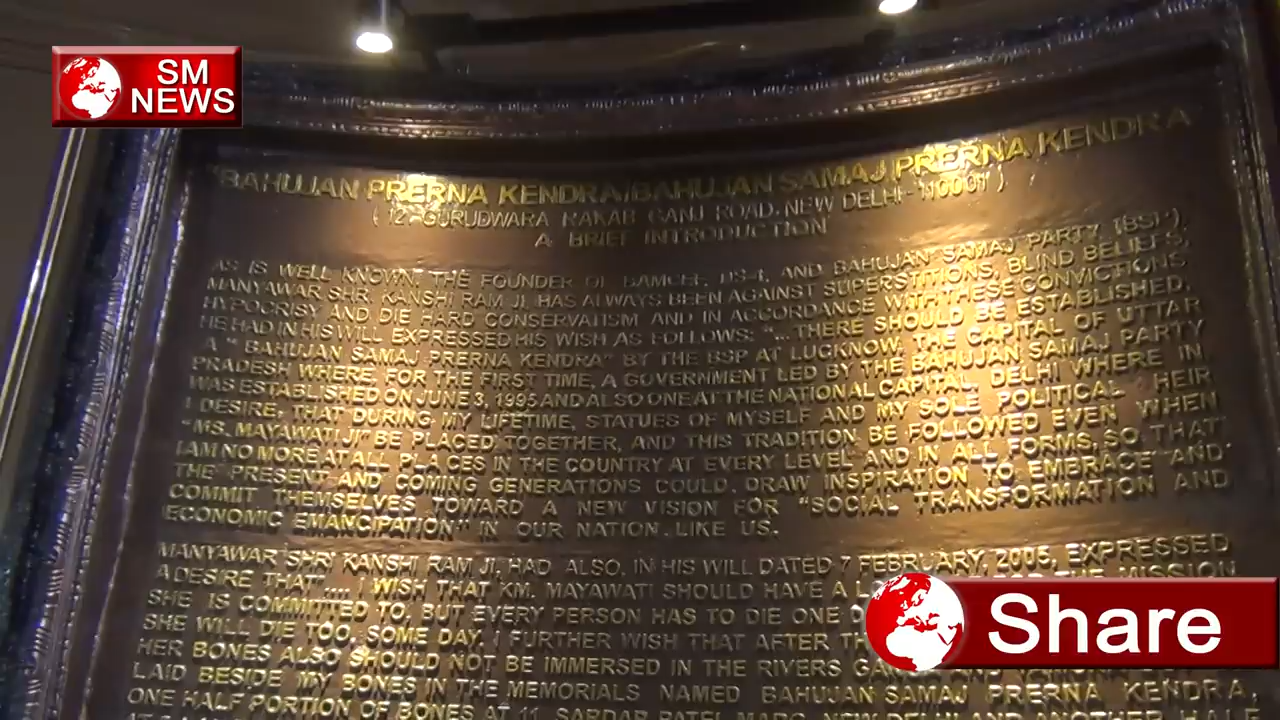 SM
NEWS
"BAHUJAN PRERNA KENDRA/BAHUJAN SAMAJ PRERNA KENDRA
( 12, GURUDWARA RAKAB GANJ ROAD, NEW DELHI- 110001 )
A BRIEF INTRODUCTION
AS IS WELL KNOWN, THE FOUNDER OF BAMCEF, DS-4, AND BAHUJAN SAMAJ PARTY (BSP),
MANYAWAR SHRI KANSHI RAM JI, HAS ALWAYS BEEN AGAINST SUPERSTITIONS, BLIND BELIEFS,
HYPOCRISY AND DIE HARD CONSERVATISM AND IN ACCORDANCE WITH THESE CONVICTIONS
HE HAD IN HIS WILL EXPRESSED HIS WISH AS FOLLOWS: "...THERE SHOULD BE ESTABLISHED,
A " BAHUJAN SAMAJ PRERNA KENDRA" BY THE BSP AT LUCKNOW, THE CAPITAL OF UTTAR
PRADESH WHERE, FOR THE FIRST TIME, A GOVERNMENT LED BY THE BAHUJAN SAMAJ PARTY
WAS ESTABLISHED ON JUNE 3, 1995 AND ALSO ONE AT THE NATIONAL CAPITAL, DELHI WHERE IN,
I DESIRE, THAT DURING MY LIFETIME, STATUES OF MYSELF AND MY SOLE POLITICAL HEIR
"MS. MAYAWATI JI" BE PLACED TOGETHER, AND THIS TRADITION BE FOLLOWED EVEN WHEN
I AM NO MORE AT ALL PLACES IN THE COUNTRY AT EVERY LEVEL AND IN ALL FORMS, SO THAT
THE PRESENT AND COMING GENERATIONS COULD DRAW INSPIRATION TO EMBRACE AND
COMMIT THEMSELVES TOWARD A NEW VISION FOR "SOCIAL TRANSFORMATION AND
ECONOMIC EMANCIPATION" IN OUR NATION, LIKE US.
MANYAWAR SHRI KANSHI RAM JI, HAD ALSO, IN HIS WILL DATED 7 FEBRUARY, 2005, EXPRESSED
A DESIRE THAT".... I WISH THAT KM. MAYAWATI SHOULD HAVE A L FOR THE MISSION
SHE IS COMMITTED TO, BUT EVERY PERSON HAS TO DIE ONE
SHE WILL DIE TOO, SOME DAY. I FURTHER WISH THAT AFTER
HER BONES ALSO SHOULD NOT BE IMMERSED IN THE RIVERS AND
LAID BESIDE MY BONES IN THE MEMORIALS NAMED BAHUJAN SAMAJ PRERNA KENDRA,
ONE HALF PORTION OF BONES AT 11, SARDAR PATEL MARG, NEW DELHI AND ANOTHER HALF
Share